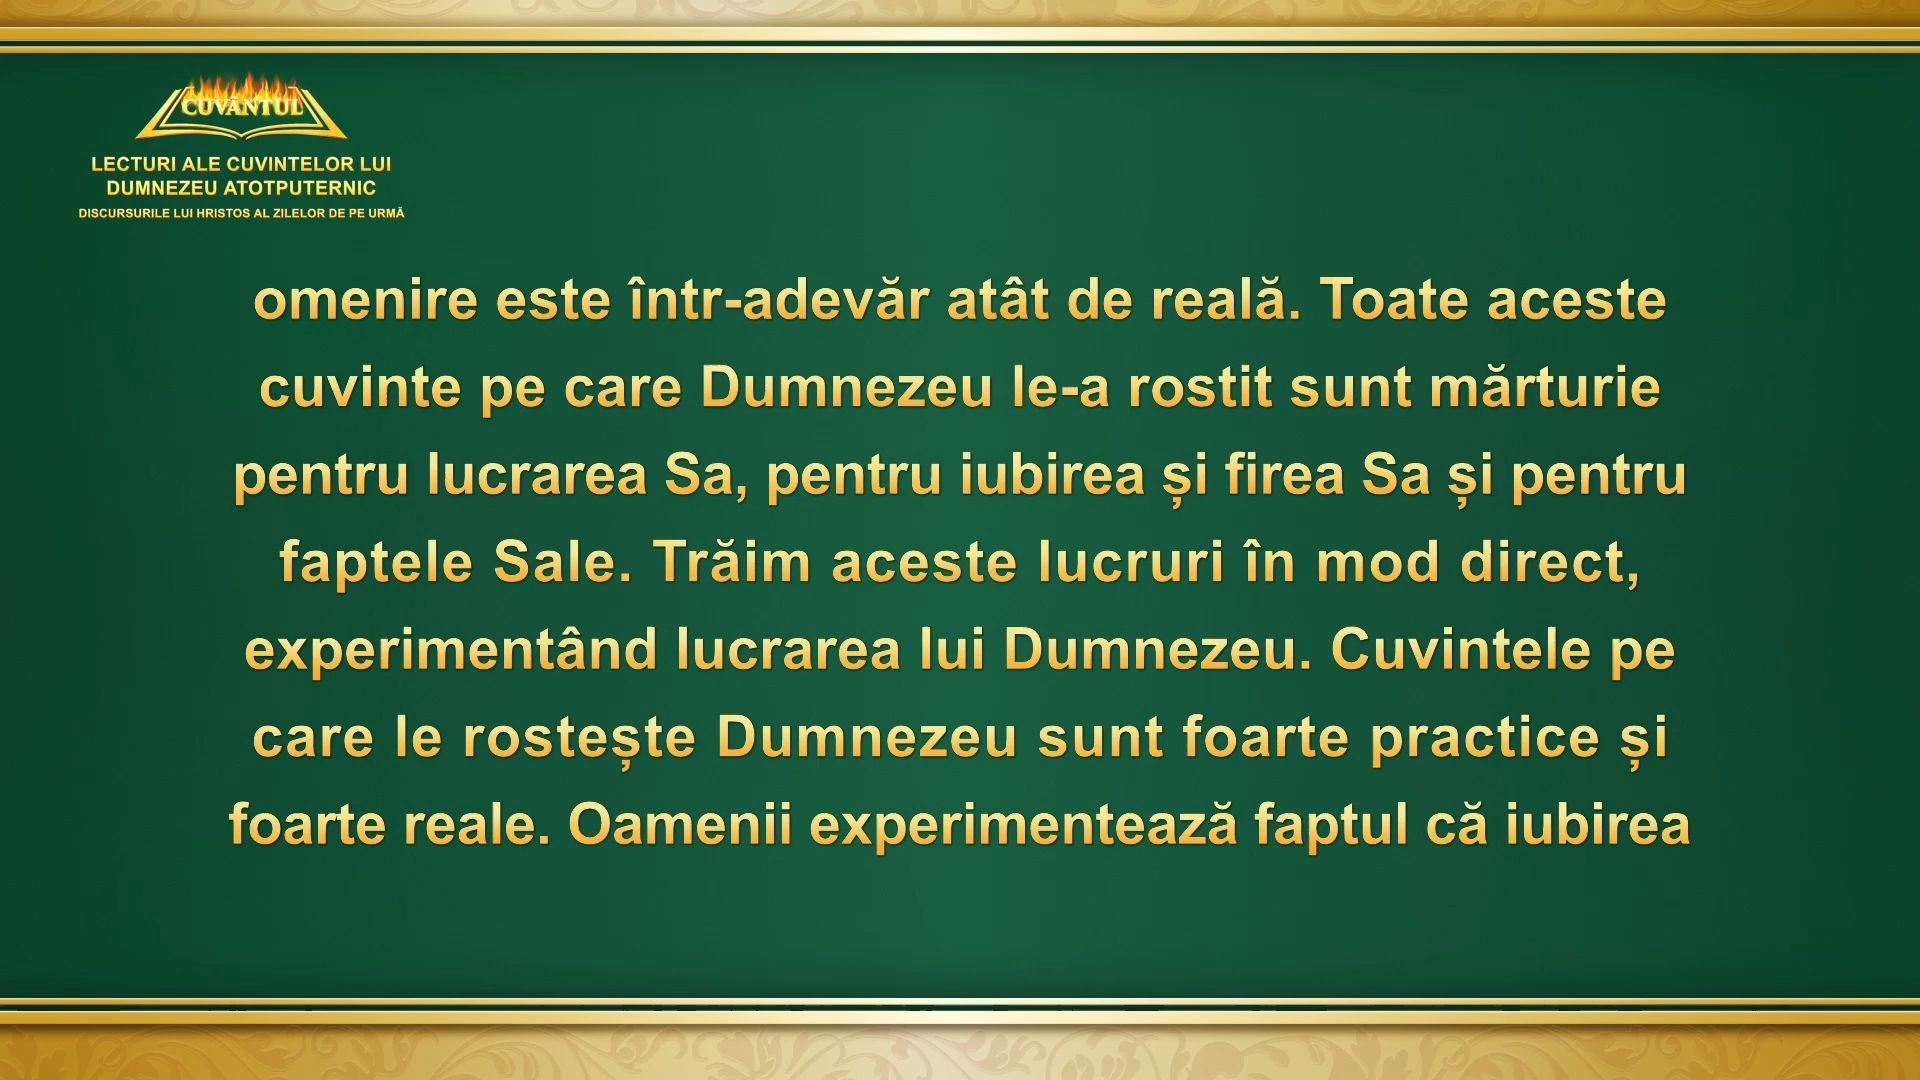 CUVÂNTUL
LECTURI ALE CUVINTELOR LUI
DUMNEZEU ATOTPUTERNIC
DISCURSURILE LUI HRISTOS AL ZILELOR DE PE URMĂ
omenire este într-adevăr atât de reală. Toate aceste
cuvinte pe care Dumnezeu le-a rostit sunt mărturie
pentru lucrarea Sa, pentru iubirea și firea Sa și pentru
faptele Sale. Trăim aceste lucruri în mod direct,
experimentând lucrarea lui Dumnezeu. Cuvintele pe
care le rostește Dumnezeu sunt foarte practice și
foarte reale. Oamenii experimentează faptul că iubirea